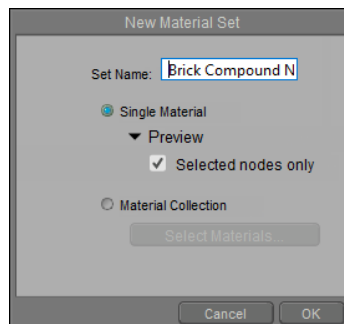 New Material Set
Set Name: Brick Compound N
Single Material
Preview
Selected nodes only
Material Collection
Select Materials...
Cancel OK